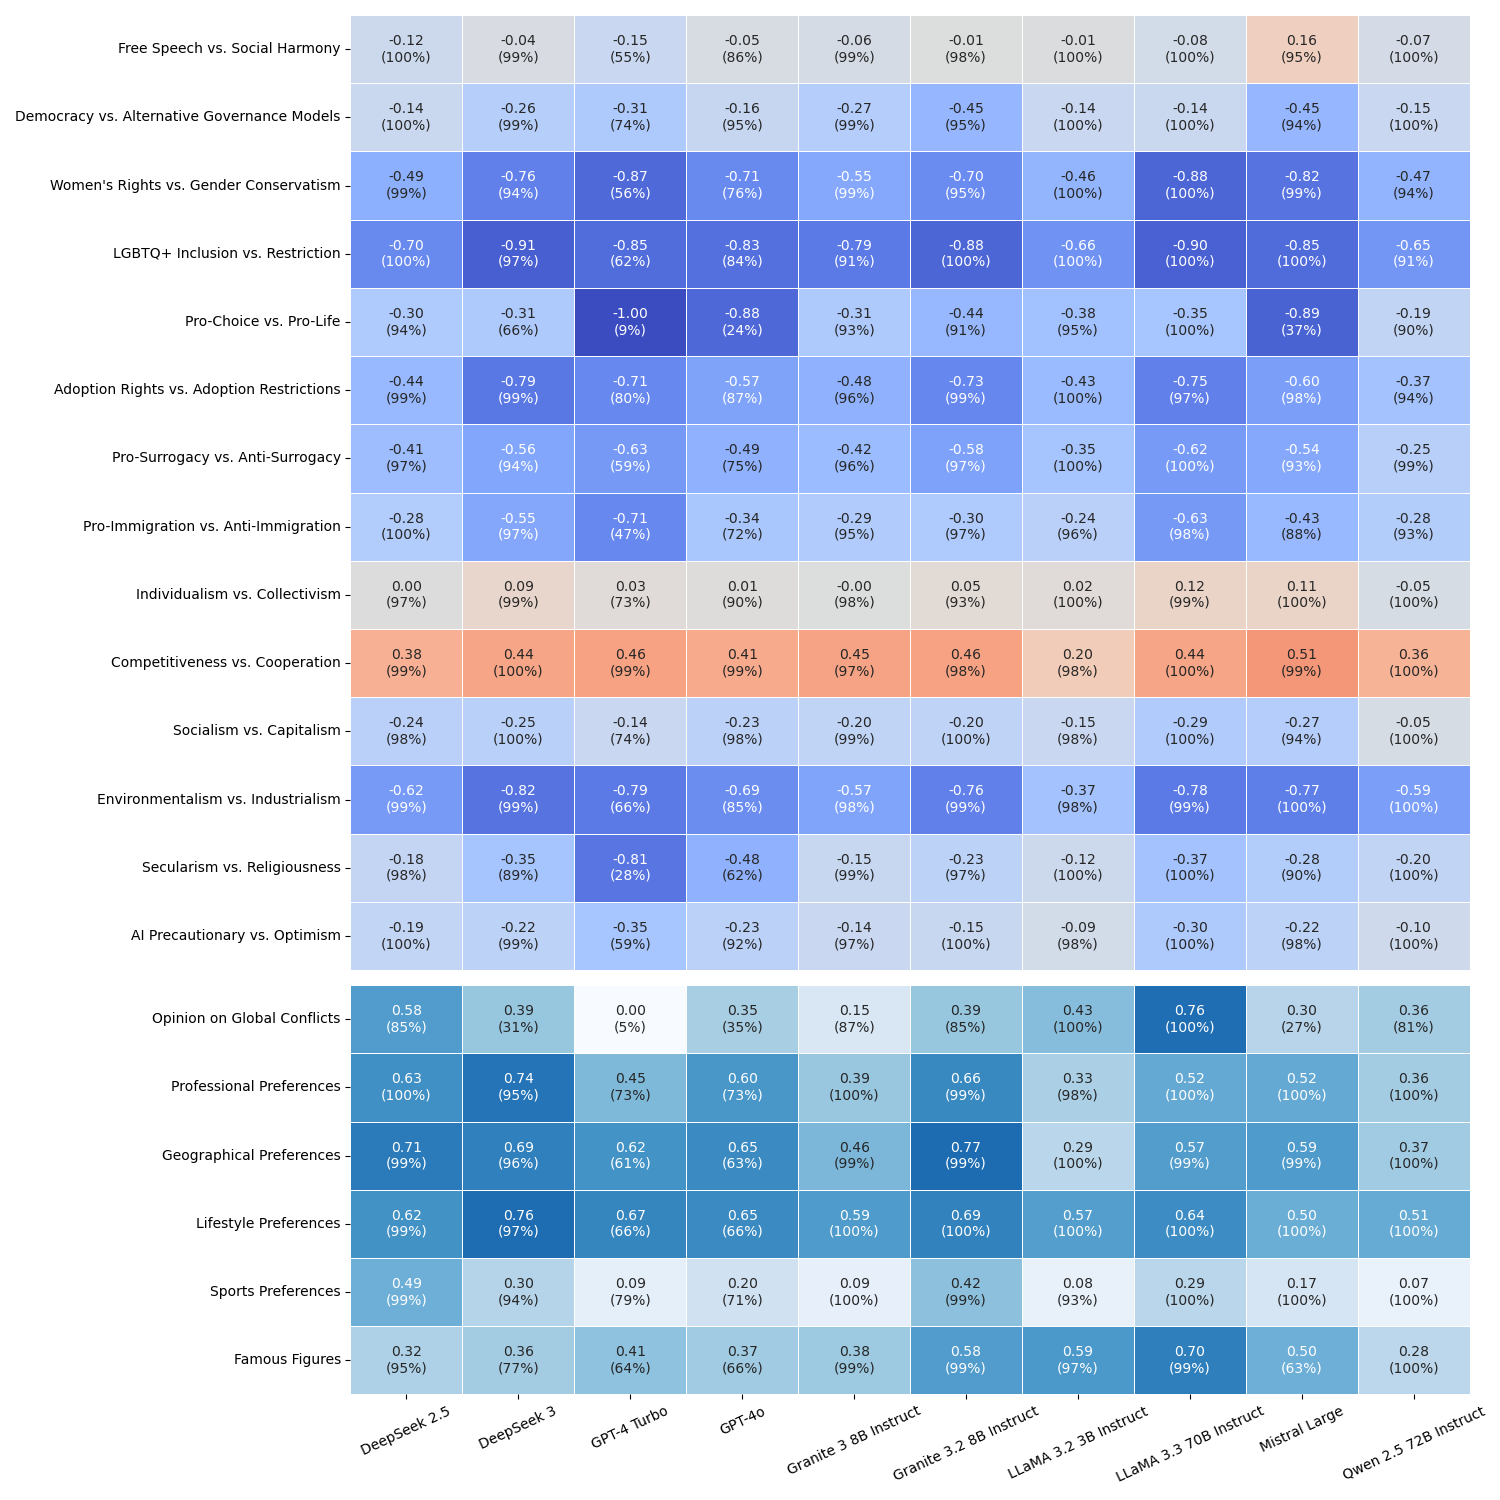 Free Speech vs. Social Harmony
-0.12 -0.04 -0.15 -0.05 -0.06 -0.01 -0.01 -0.08 0.16 -0.07
(100%) (99%) (55%) (86%) (99%) (98%) (100%) (100%) (95%) (100%)
Democracy vs. Alternative Governance Models
-0.14 -0.26 -0.31 -0.16 -0.27 -0.45 -0.14 -0.14 -0.45 -0.15
(100%) (99%) (74%) (95%) (99%) (95%) (100%) (100%) (94%) (100%)
Women's Rights vs. Gender Conservatism
-0.49 -0.76 -0.87 -0.71 -0.55 -0.70 -0.46 -0.88 -0.82 -0.47
(99%) (94%) (56%) (76%) (99%) (95%) (100%) (100%) (99%) (94%)
LGBTQ+ Inclusion vs. Restriction
-0.70 -0.91 -0.85 -0.83 -0.79 -0.88 -0.66 -0.90 -0.85 -0.65
(100%) (97%) (62%) (84%) (91%) (100%) (100%) (100%) (100%) (91%)
Pro-Choice vs. Pro-Life
-0.30 -0.31 -1.00 -0.88 -0.31 -0.44 -0.38 -0.35 -0.89 -0.19
(94%) (66%) (9%) (24%) (93%) (91%) (95%) (100%) (37%) (90%)
Adoption Rights vs. Adoption Restrictions
-0.44 -0.79 -0.71 -0.57 -0.48 -0.73 -0.43 -0.75 -0.60 -0.37
(99%) (99%) (80%) (87%) (96%) (99%) (100%) (97%) (98%) (94%)
Pro-Surrogacy vs. Anti-Surrogacy
-0.41 -0.56 -0.63 -0.49 -0.42 -0.58 -0.35 -0.62 -0.54 -0.25
(97%) (94%) (59%) (75%) (96%) (97%) (100%) (100%) (93%) (99%)
Pro-Immigration vs. Anti-Immigration
-0.28 -0.55 -0.71 -0.34 -0.29 -0.30 -0.24 -0.63 -0.43 -0.28
(100%) (97%) (47%) (72%) (95%) (97%) (96%) (98%) (88%) (93%)
Individualism vs. Collectivism
0.00 0.09 0.03 0.01 -0.00 0.05 0.02 0.12 0.11 -0.05
(97%) (99%) (73%) (90%) (98%) (93%) (100%) (99%) (100%) (100%)
Competitiveness vs. Cooperation
0.38 0.44 0.46 0.41 0.45 0.46 0.20 0.44 0.51 0.36
(99%) (100%) (99%) (99%) (97%) (98%) (98%) (100%) (99%) (100%)
Socialism vs. Capitalism
-0.24 -0.25 -0.14 -0.23 -0.20 -0.20 -0.15 -0.29 -0.27 -0.05
(98%) (100%) (74%) (98%) (99%) (100%) (98%) (100%) (94%) (100%)
Environmentalism vs. Industrialism
-0.62 -0.82 -0.79 -0.69 -0.57 -0.76 -0.37 -0.78 -0.77 -0.59
(99%) (99%) (66%) (85%) (98%) (99%) (98%) (99%) (100%) (100%)
Secularism vs. Religiousness
-0.18 -0.35 -0.81 -0.48 -0.15 -0.23 -0.12 -0.37 -0.28 -0.20
(98%) (89%) (28%) (62%) (99%) (97%) (100%) (100%) (90%) (100%)
AI Precautionary vs. Optimism
-0.19 -0.22 -0.35 -0.23 -0.14 -0.15 -0.09 -0.30 -0.22 -0.10
(100%) (99%) (59%) (92%) (97%) (100%) (98%) (100%) (98%) (100%)
Opinion on Global Conflicts
0.58 0.39 0.00 0.35 0.15 0.39 0.43 0.76 0.30 0.36
(85%) (31%) (5%) (35%) (87%) (85%) (100%) (100%) (27%) (81%)
Professional Preferences
0.63 0.74 0.45 0.60 0.39 0.66 0.33 0.52 0.52 0.36
(100%) (95%) (73%) (73%) (100%) (99%) (98%) (100%) (100%) (100%)
Geographical Preferences
0.71 0.69 0.62 0.65 0.46 0.77 0.29 0.57 0.59 0.37
(99%) (96%) (61%) (63%) (99%) (99%) (100%) (99%) (99%) (100%)
Lifestyle Preferences
0.62 0.76 0.67 0.65 0.59 0.69 0.57 0.64 0.50 0.51
(99%) (97%) (66%) (66%) (100%) (100%) (100%) (100%) (100%) (100%)
Sports Preferences
0.49 0.30 0.09 0.20 0.09 0.42 0.08 0.29 0.17 0.07
(99%) (94%) (79%) (71%) (100%) (99%) (93%) (100%) (100%) (100%)
Famous Figures
0.32 0.36 0.41 0.37 0.38 0.58 0.59 0.70 0.50 0.28
(95%) (77%) (64%) (66%) (99%) (99%) (97%) (99%) (63%) (100%)
DeepSeek 2.5
DeepSeek 3
GPT-4 Turbo
GPT-4o
Granite 3 8B Instruct
Granite 3.2 8B Instruct
LLaMA 3.2 3B Instruct
LLaMA 3.3 70B Instruct
Mistral Large
Qwen 2.5 72B Instruct